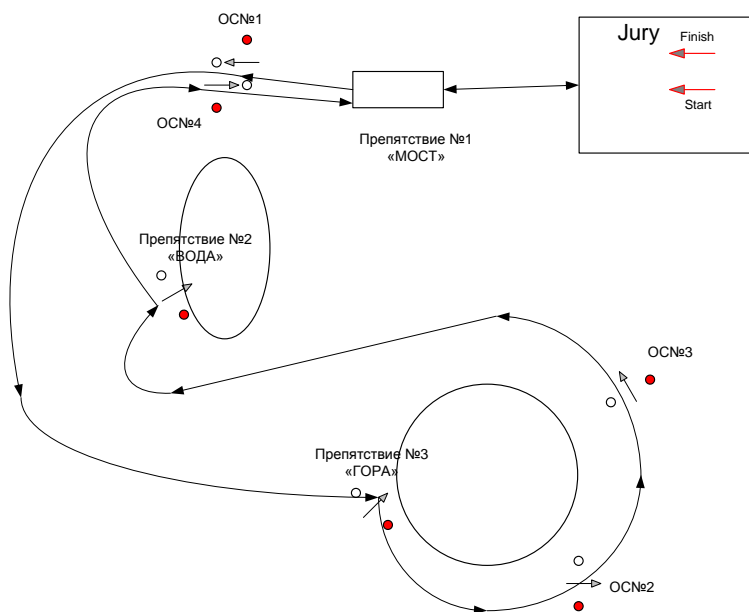 ОС№1
Jury
Finish
Start
ОС№4
Препятствие №1
«МОСТ»
Препятствие №2
«ВОДА»
ОС№3
Препятствие №3
«ГОРА»
ОС№2